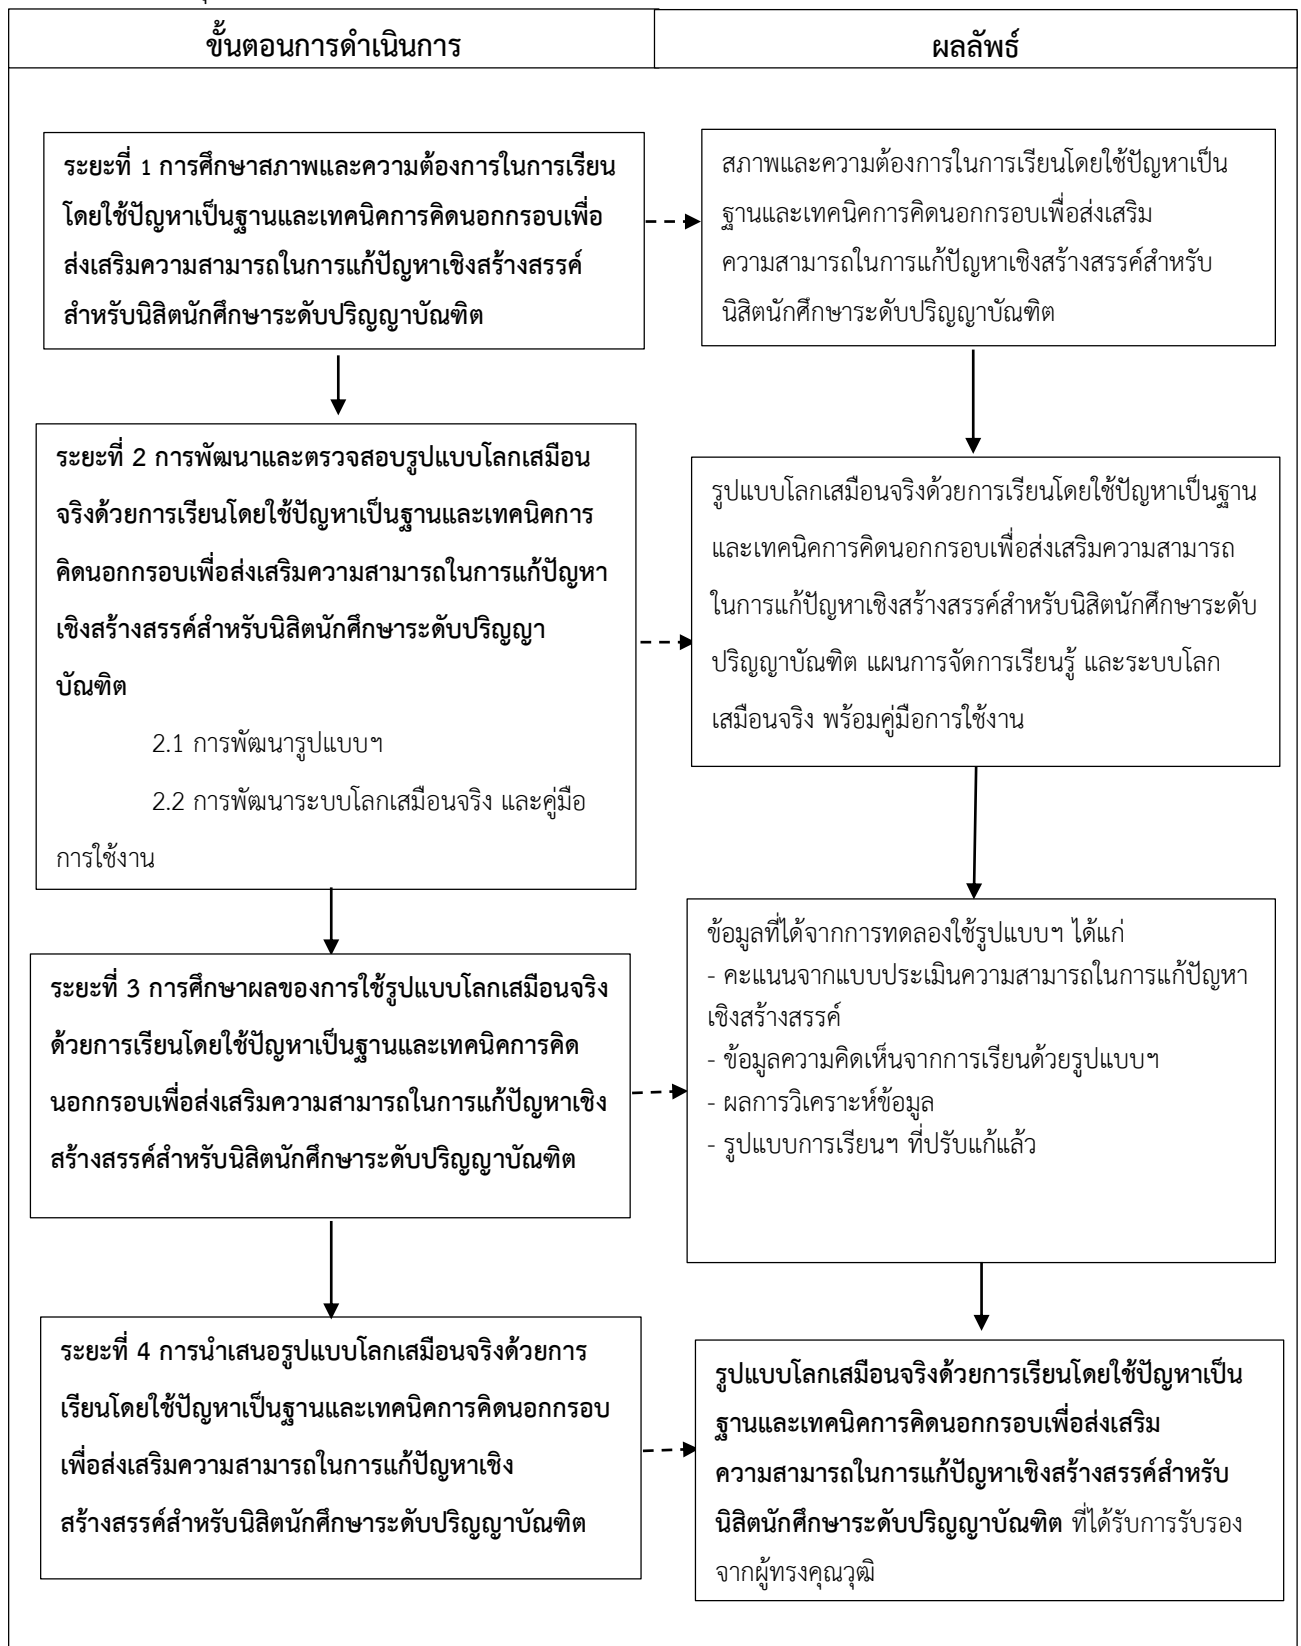 ขั้นตอนการดำเนินการ
ผลลัพธ์
ระยะที่ 1 การศึกษาสภาพและความต้องการในการเรียน
โดยใช้ปัญหาเป็นฐานและเทคนิคการคิดนอกกรอบเพื่อ
ส่งเสริมความสามารถในการแก้ปัญหาเชิงสร้างสรรค์
สำหรับนิสิตนักศึกษาระดับปริญญาบัณฑิต
สภาพและความต้องการในการเรียนโดยใช้ปัญหาเป็น
ฐานและเทคนิคการคิดนอกกรอบเพื่อส่งเสริม
ความสามารถในการแก้ปัญหาเชิงสร้างสรรค์สำหรับ
นิสิตนักศึกษาระดับปริญญาบัณฑิต
ระยะที่ 2 การพัฒนาและตรวจสอบรูปแบบโลกเสมือน
จริงด้วยการเรียนโดยใช้ปัญหาเป็นฐานและเทคนิคการ
คิดนอกกรอบเพื่อส่งเสริมความสามารถในการแก้ปัญหา
เชิงสร้างสรรค์สำหรับนิสิตนักศึกษาระดับปริญญา
บัณฑิต
2.1 การพัฒนารูปแบบฯ
2.2 การพัฒนาระบบโลกเสมือนจริง และคู่มือ
การใช้งาน
รูปแบบโลกเสมือนจริงด้วยการเรียนโดยใช้ปัญหาเป็นฐาน
และเทคนิคการคิดนอกกรอบเพื่อส่งเสริมความสามารถ
ในการแก้ปัญหาเชิงสร้างสรรค์สำหรับนิสิตนักศึกษาระดับ
ปริญญาบัณฑิต แผนการจัดการเรียนรู้ และระบบโลก
เสมือนจริง พร้อมคู่มือการใช้งาน
ระยะที่ 3 การศึกษาผลของการใช้รูปแบบโลกเสมือนจริง
ด้วยการเรียนโดยใช้ปัญหาเป็นฐานและเทคนิคการคิด
นอกกรอบเพื่อส่งเสริมความสามารถในการแก้ปัญหาเชิง
สร้างสรรค์สำหรับนิสิตนักศึกษาระดับปริญญาบัณฑิต
ข้อมูลที่ได้จากการทดลองใช้รูปแบบฯ ได้แก่
- คะแนนจากแบบประเมินความสามารถในการแก้ปัญหา
เชิงสร้างสรรค์
- ข้อมูลความคิดเห็นจากการเรียนด้วยรูปแบบฯ
- ผลการวิเคราะห์ข้อมูล
- รูปแบบการเรียนฯ ที่ปรับแก้แล้ว
ระยะที่ 4 การนำเสนอรูปแบบโลกเสมือนจริงด้วยการ
เรียนโดยใช้ปัญหาเป็นฐานและเทคนิคการคิดนอกกรอบ
เพื่อส่งเสริมความสามารถในการแก้ปัญหาเชิง
สร้างสรรค์สำหรับนิสิตนักศึกษาระดับปริญญาบัณฑิต
รูปแบบโลกเสมือนจริงด้วยการเรียนโดยใช้ปัญหาเป็น
ฐานและเทคนิคการคิดนอกกรอบเพื่อส่งเสริม
ความสามารถในการแก้ปัญหาเชิงสร้างสรรค์สำหรับ
นิสิตนักศึกษาระดับปริญญาบัณฑิต ที่ได้รับการรับรอง
จากผู้ทรงคุณวุฒิ